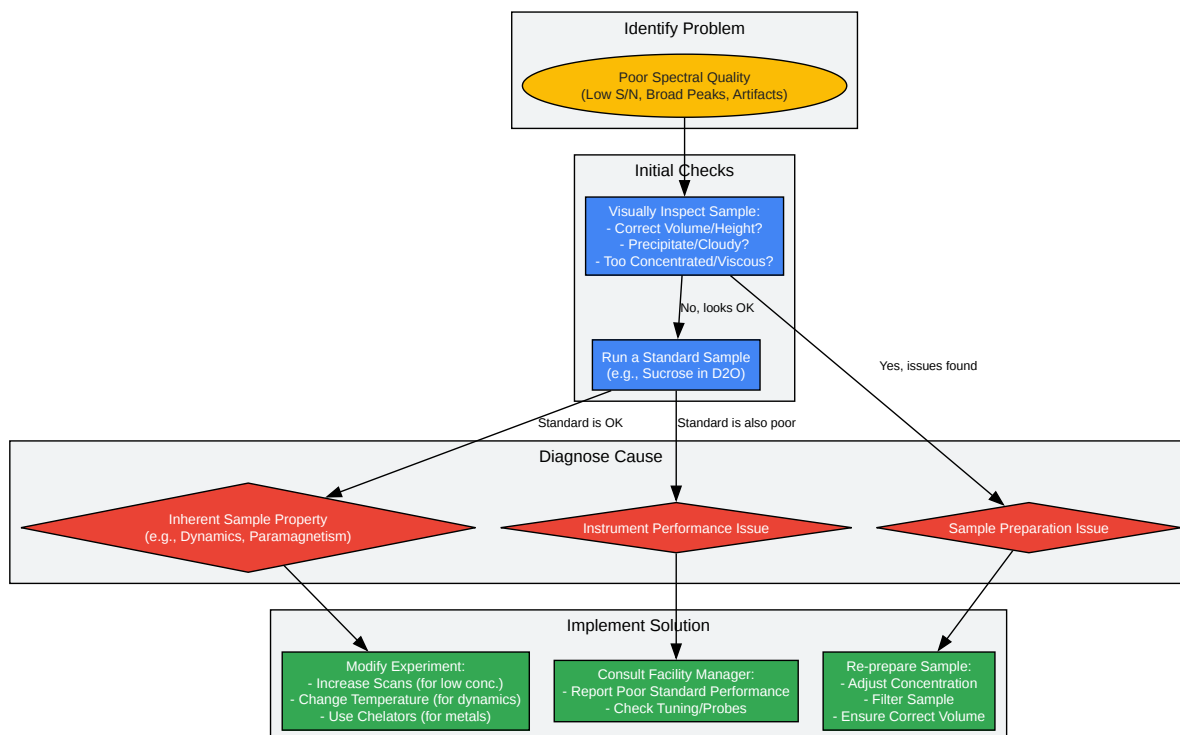 Identify Problem
Poor Spectral Quality
(Low S/N, Broad Peaks, Artifacts)
Initial Checks
Visually Inspect Sample:
- Correct Volume/Height?
- Precipitate/Cloudy?
- Too Concentrated/Viscous?
No, looks OK
Run a Standard Sample
(e.g., Sucrose in D2O)
Yes, issues found
Standard is OK
Standard is also poor
Diagnose Cause
Inherent Sample Property
(e.g., Dynamics, Paramagnetism)
Instrument Performance Issue
Sample Preparation Issue
Implement Solution
Modify Experiment:
- Increase Scans (for low conc.)
- Change Temperature (for dynamics)
- Use Chelators (for metals)
Consult Facility Manager:
- Report Poor Standard Performance
- Check Tuning/Probes
Re-prepare Sample:
- Adjust Concentration
- Filter Sample
- Ensure Correct Volume